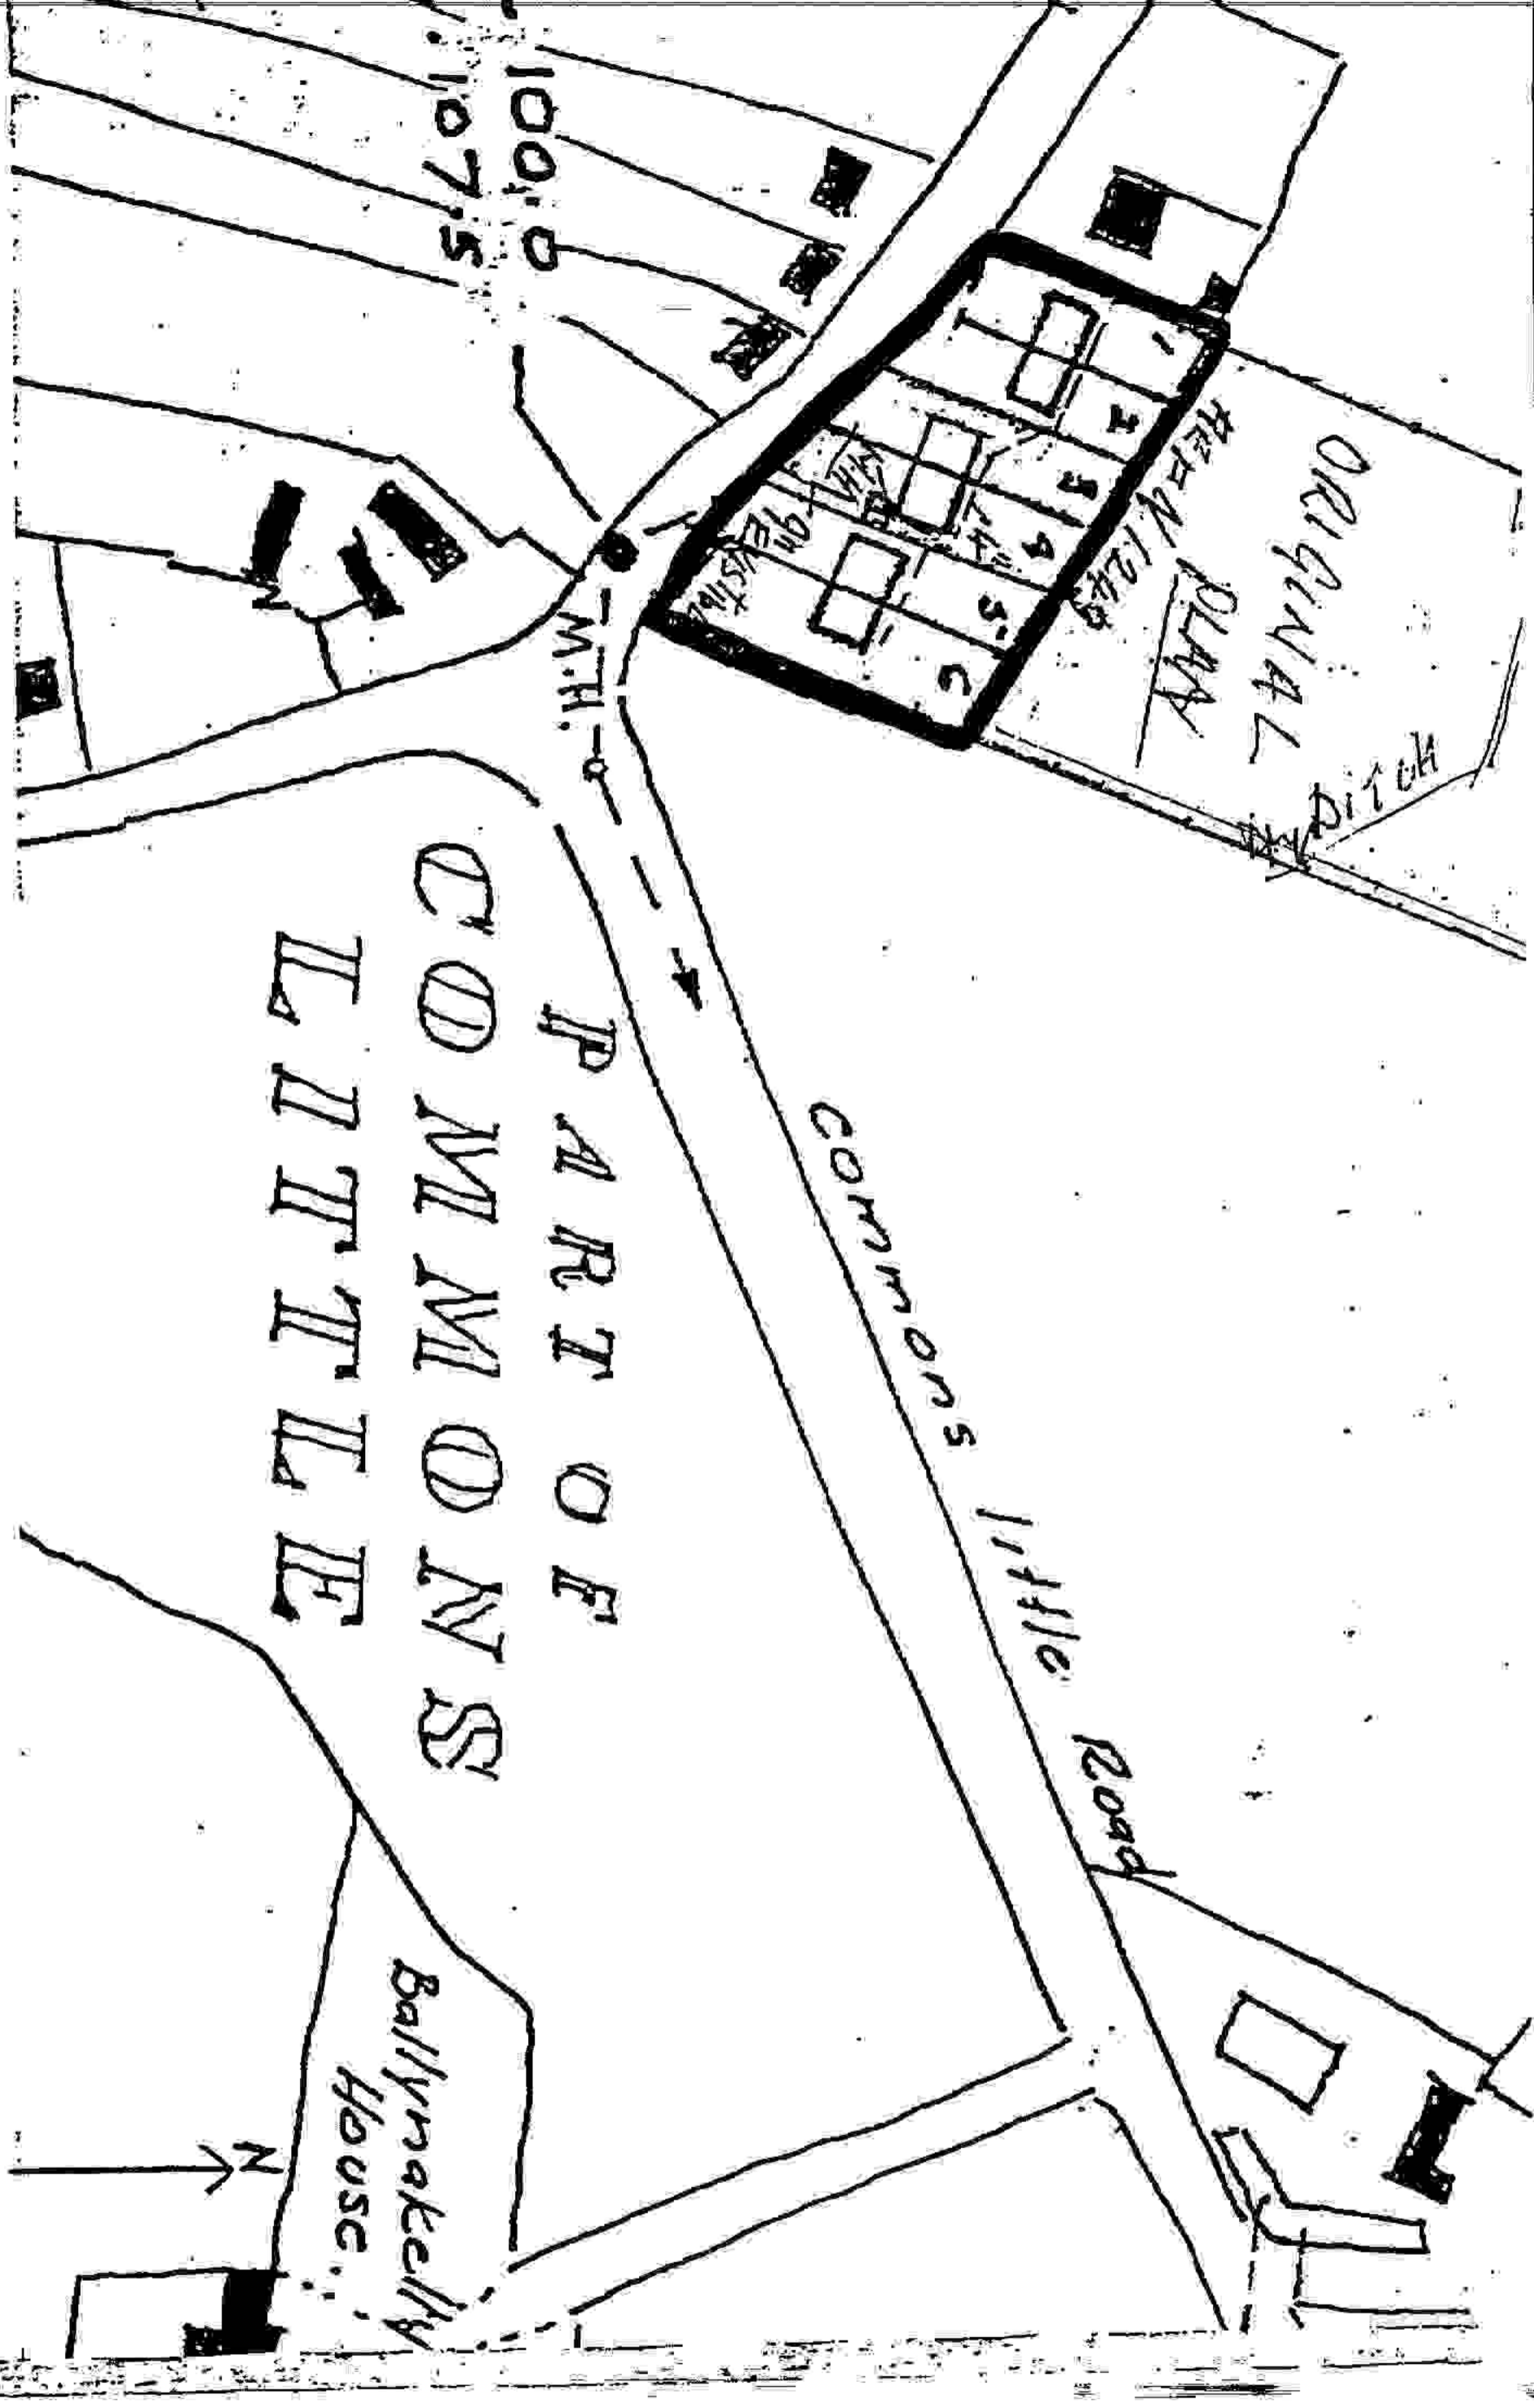 ORIGINAL
PLAN
DITCH
1
2
3
4
5
6
M.H.
9"
100.0
107.5
M.H.
Commons little Road
PART OF
COMMONS
LITTLE
Ballynakelly
House
N